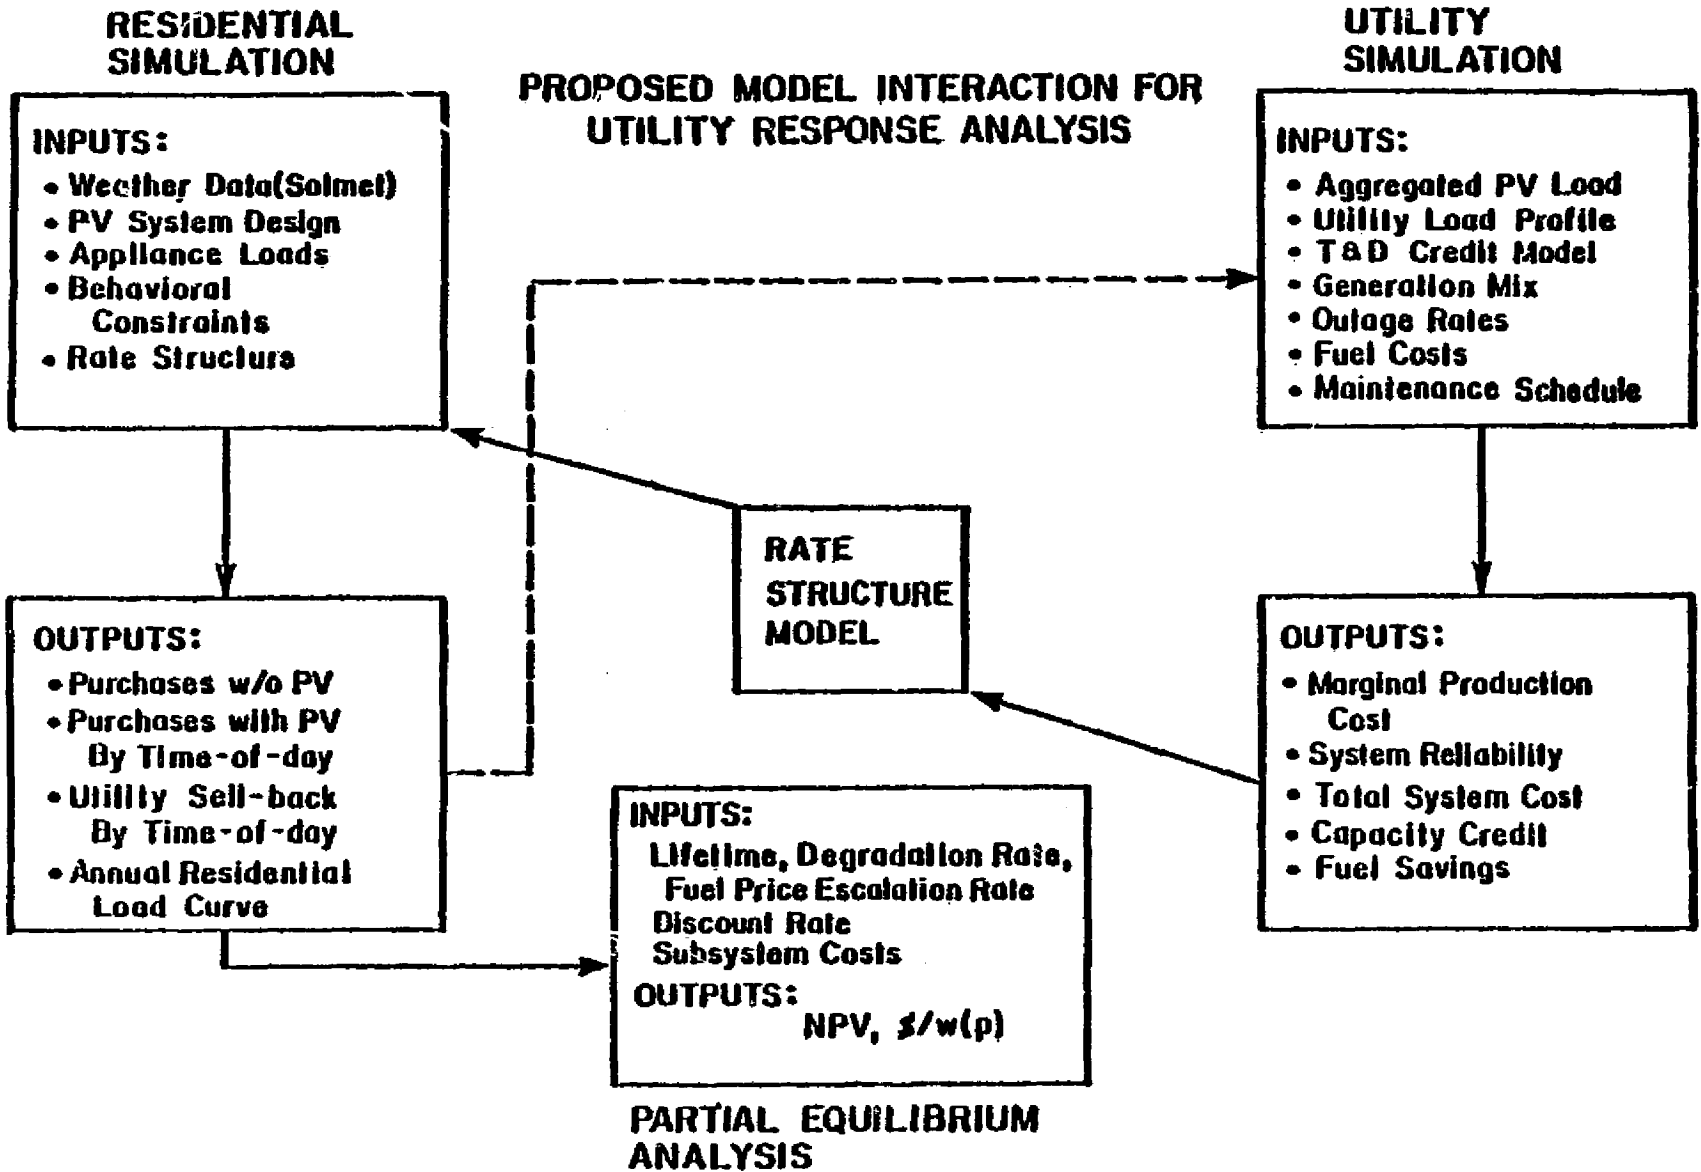 RESIDENTIAL
SIMULATION
UTILITY
SIMULATION
PROPOSED MODEL INTERACTION FOR
UTILITY RESPONSE ANALYSIS
INPUTS:
• Weather Data(Solmet)
• PV System Design
• Appliance Loads
• Behavioral
Constraints
• Rate Structure
INPUTS:
• Aggregated PV Load
• Utility Load Profile
• T&D Credit Model
• Generation Mix
• Outage Rates
• Fuel Costs
• Maintenance Schedule
RATE
STRUCTURE
MODEL
OUTPUTS:
• Purchases w/o PV
• Purchases with PV
By Time-of-day
• Utility Sell-back
By Time-of-day
• Annual Residential
Load Curve
OUTPUTS:
• Marginal Production
Cost
• System Reliability
• Total System Cost
• Capacity Credit
• Fuel Savings
INPUTS:
Lifetime, Degradation Rate,
Fuel Price Escalation Rate
Discount Rate
Subsystem Costs
OUTPUTS:
NPV, $/w(p)
PARTIAL EQUILIBRIUM
ANALYSIS